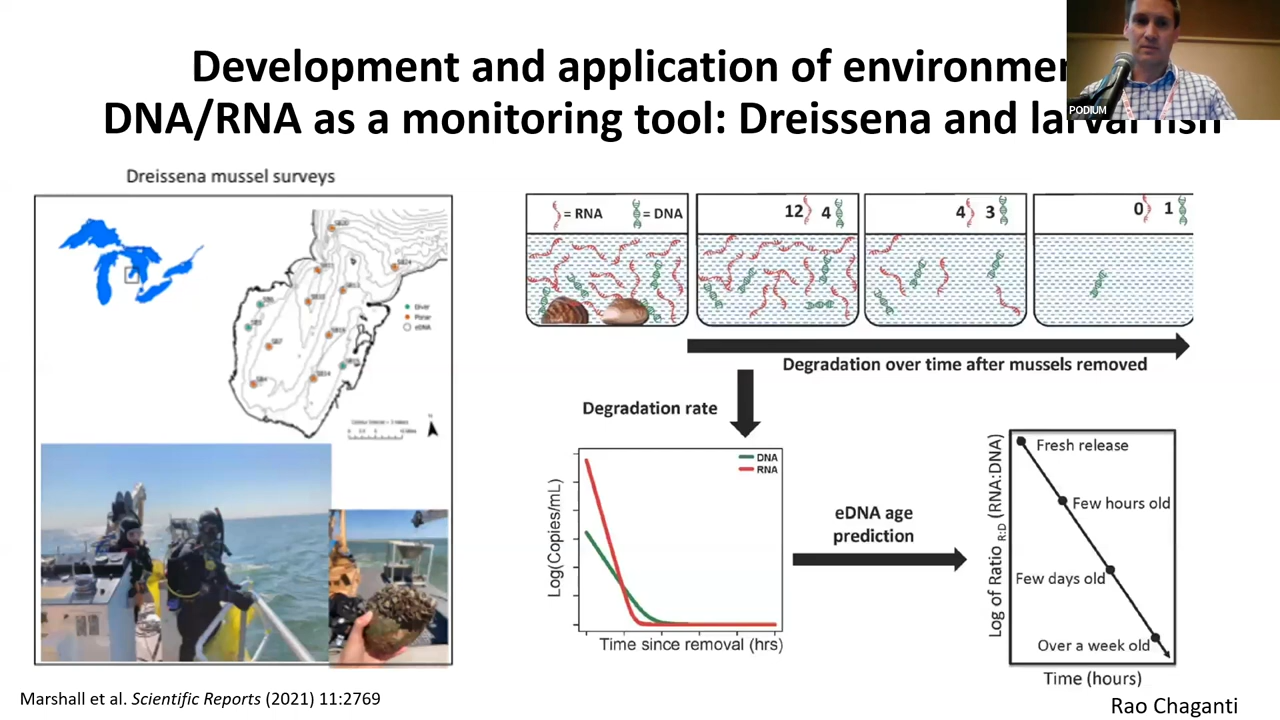 Development and application of environmen
DNA/RNA as a monitoring tool: Dreissena and larval fish
PODIUM
Dreissena mussel surveys
= RNA
= DNA
12
4
4
3
0
1
Diver
Ponar
eDNA
N
Degradation over time after mussels removed
Degradation rate
DNA
RNA
Log(Copies/mL)
Time since removal (hrs)
eDNA age
prediction
Log of Ratio R:D (RNA:DNA)
Fresh release
Few hours old
Few days old
Over a week old
Time (hours)
Marshall et al. Scientific Reports (2021) 11:2769
Rao Chaganti